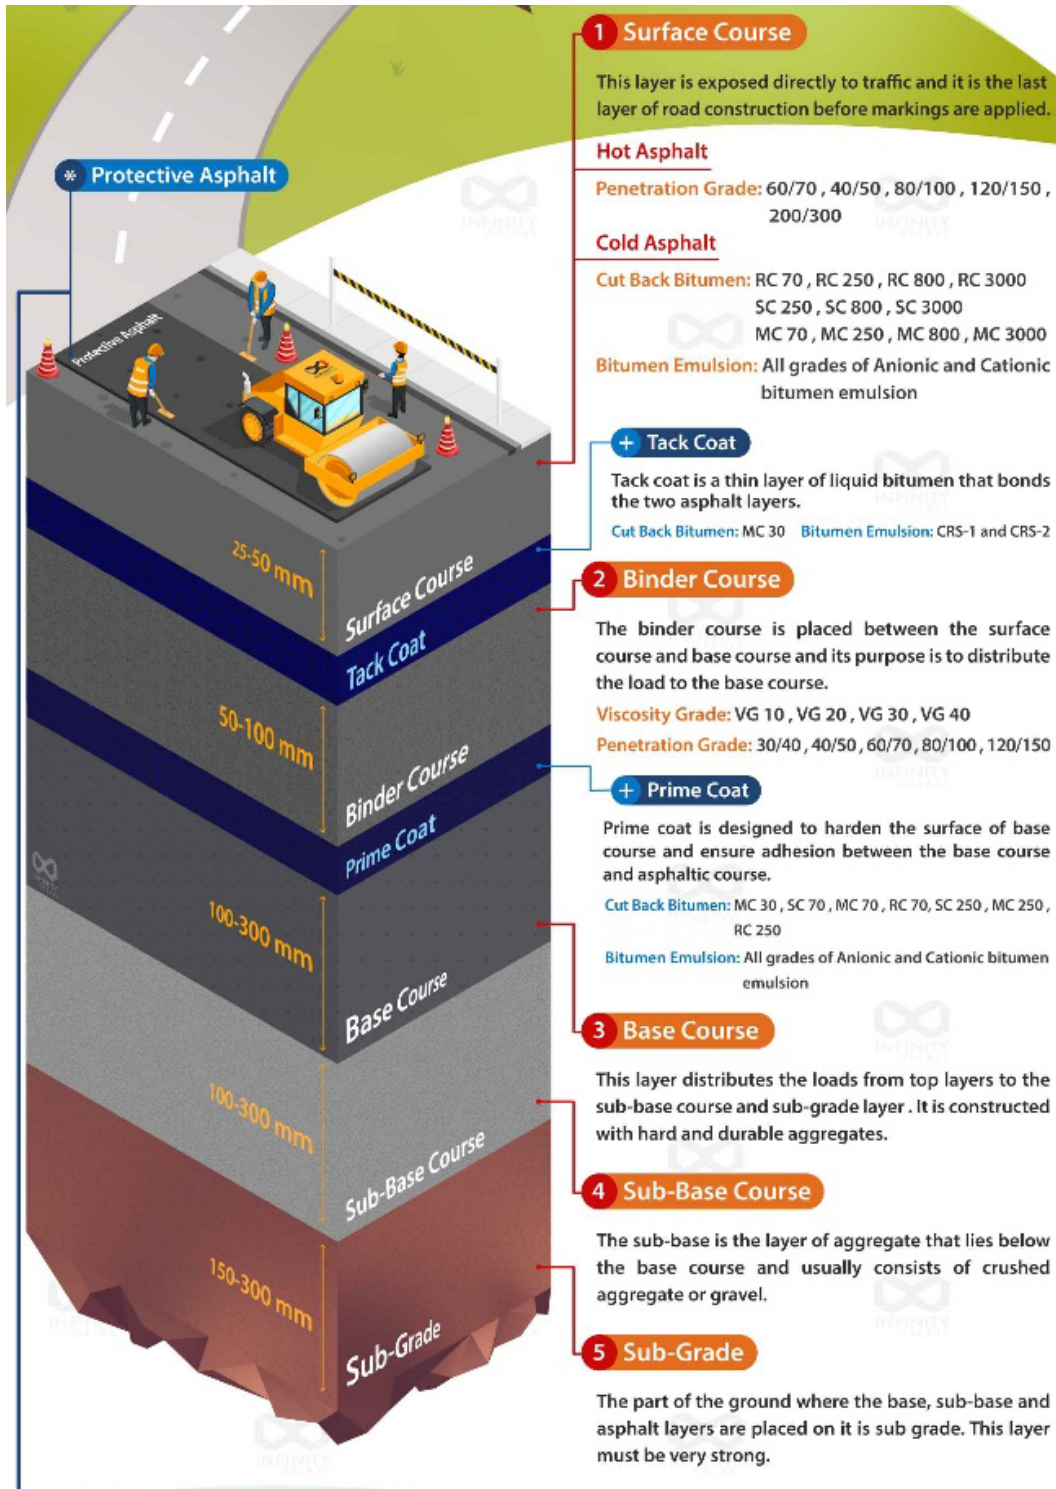 1 Surface Course
This layer is exposed directly to traffic and it is the last
layer of road construction before markings are applied.
Hot Asphalt
Penetration Grade: 60/70 , 40/50 , 80/100 , 120/150 ,
200/300
Cold Asphalt
Cut Back Bitumen: RC 70 , RC 250 , RC 800 , RC 3000
SC 250 , SC 800 , SC 3000
MC 70 , MC 250 , MC 800 , MC 3000
Bitumen Emulsion: All grades of Anionic and Cationic
bitumen emulsion
+ Tack Coat
Tack coat is a thin layer of liquid bitumen that bonds
the two asphalt layers.
Cut Back Bitumen: MC 30 Bitumen Emulsion: CRS-1 and CRS-2
2 Binder Course
The binder course is placed between the surface
course and base course and its purpose is to distribute
the load to the base course.
Viscosity Grade: VG 10 , VG 20 , VG 30 , VG 40
Penetration Grade: 30/40 , 40/50 , 60/70 , 80/100 , 120/150
+ Prime Coat
Prime coat is designed to harden the surface of base
course and ensure adhesion between the base course
and asphaltic course.
Cut Back Bitumen: MC 30 , SC 70 , MC 70 , RC 70, SC 250 , MC 250 ,
RC 250
Bitumen Emulsion: All grades of Anionic and Cationic bitumen
emulsion
3 Base Course
This layer distributes the loads from top layers to the
sub-base course and sub-grade layer . It is constructed
with hard and durable aggregates.
4 Sub-Base Course
The sub-base is the layer of aggregate that lies below
the base course and usually consists of crushed
aggregate or gravel.
5 Sub-Grade
The part of the ground where the base, sub-base and
asphalt layers are placed on it is sub grade. This layer
must be very strong.
* Protective Asphalt
Protective Asphalt
25-50 mm
Surface Course
Tack Coat
50-100 mm
Binder Course
Prime Coat
100-300 mm
Base Course
100-300 mm
Sub-Base Course
150-300 mm
Sub-Grade
INFINITY
GALAXY